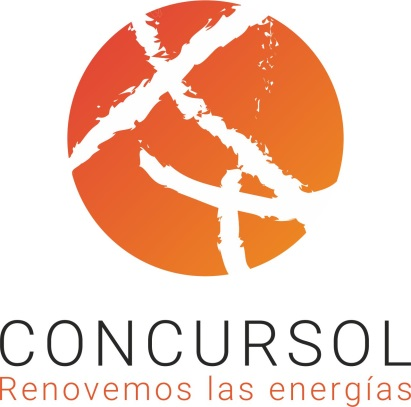 CONCURSOL
Renovemos las energías